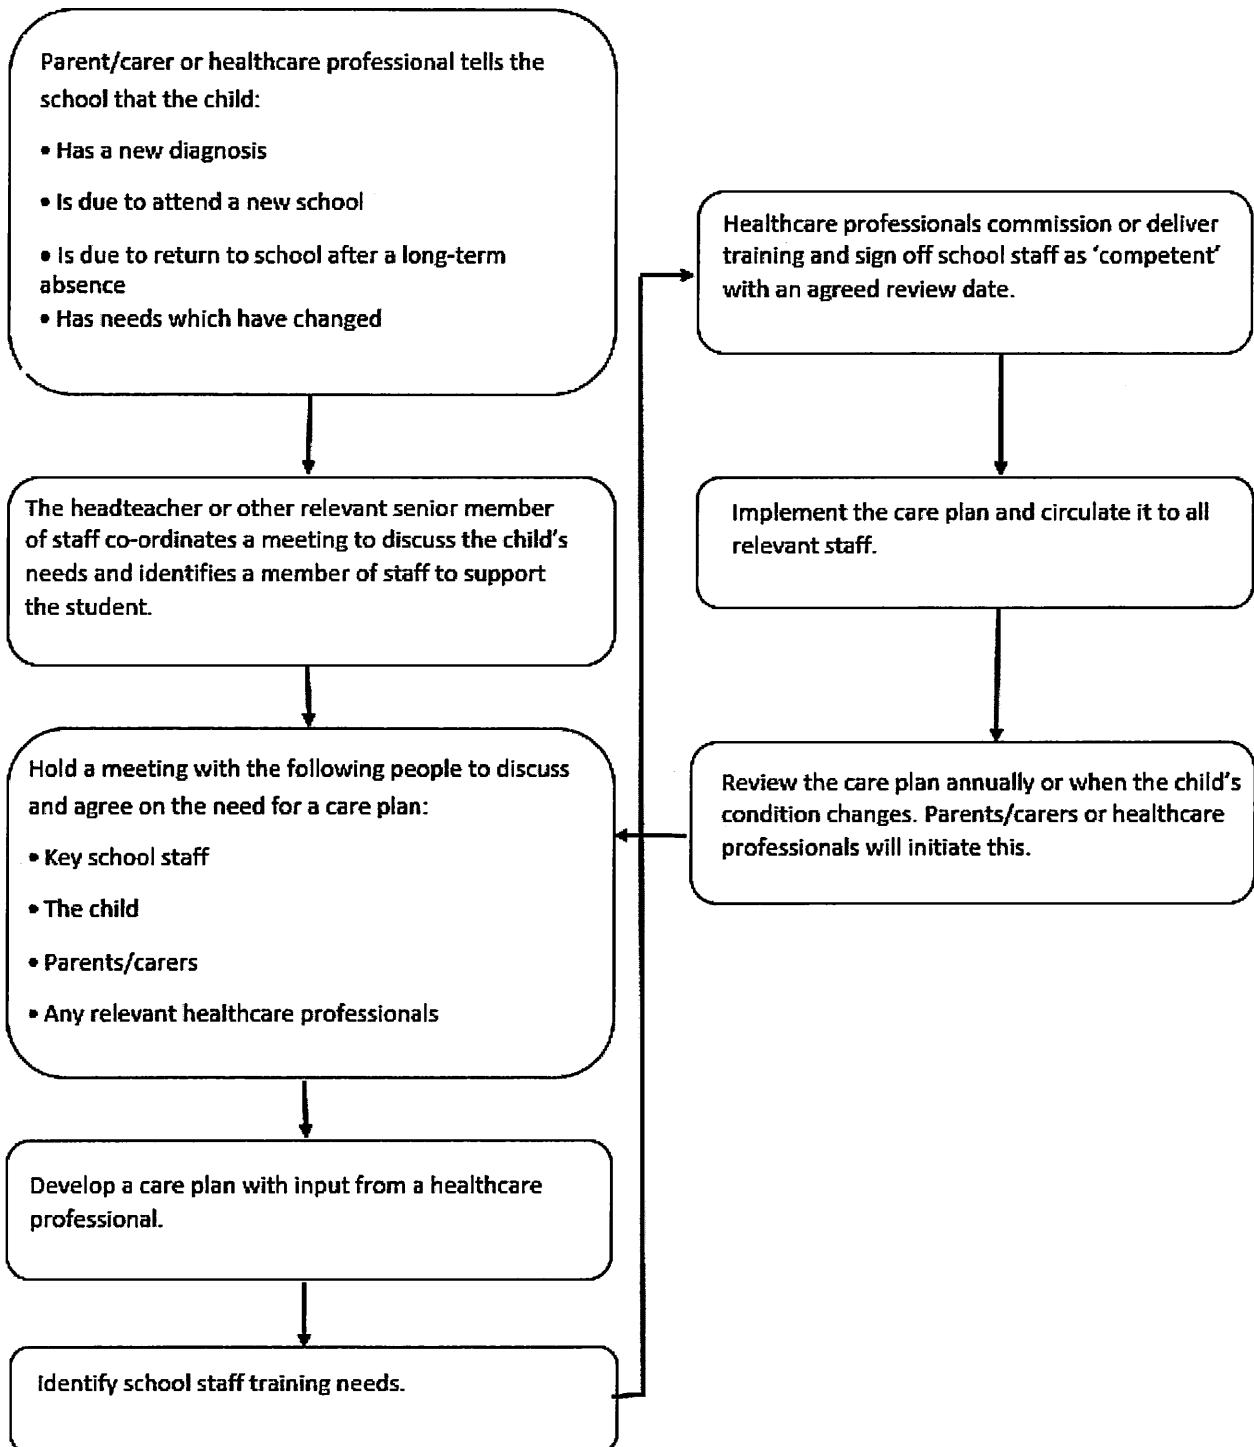 Parent/carer or healthcare professional tells the
school that the child:
• Has a new diagnosis
• Is due to attend a new school
• Is due to return to school after a long-term
absence
• Has needs which have changed
The headteacher or other relevant senior member
of staff co-ordinates a meeting to discuss the child's
needs and identifies a member of staff to support
the student.
Hold a meeting with the following people to discuss
and agree on the need for a care plan:
• Key school staff
• The child
• Parents/carers
• Any relevant healthcare professionals
Develop a care plan with input from a healthcare
professional.
Identify school staff training needs.
Healthcare professionals commission or deliver
training and sign off school staff as 'competent'
with an agreed review date.
Implement the care plan and circulate it to all
relevant staff.
Review the care plan annually or when the child's
condition changes. Parents/carers or healthcare
professionals will initiate this.